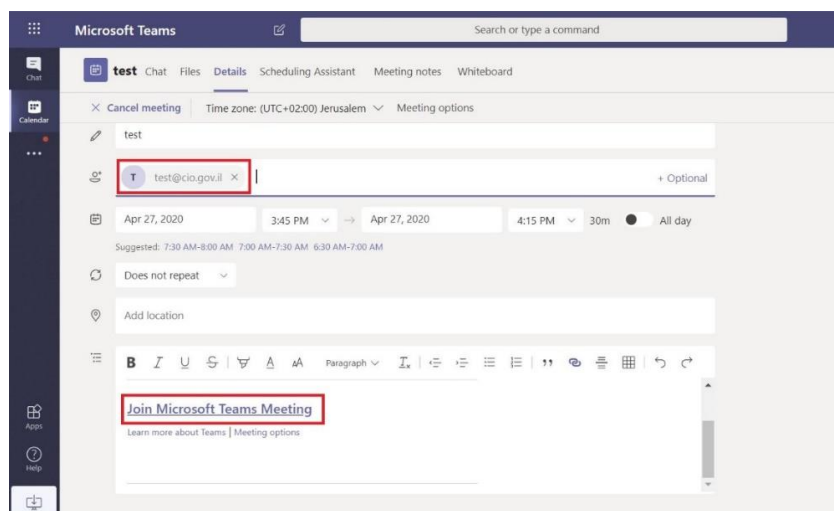 Microsoft Teams
Search or type a command
Chat
Calendar
test Chat Files Details Scheduling Assistant Meeting notes Whiteboard
× Cancel meeting Time zone: (UTC+02:00) Jerusalem Meeting options
test
T test@cio.gov.il × + Optional
Apr 27, 2020 3:45 PM → Apr 27, 2020 4:15 PM 30m All day
Suggested: 7:30 AM-8:00 AM 7:00 AM-7:30 AM 6:30 AM-7:00 AM
Does not repeat
Add location
B I U S A AA Paragraph
Join Microsoft Teams Meeting
Learn more about Teams | Meeting options
Apps
Help